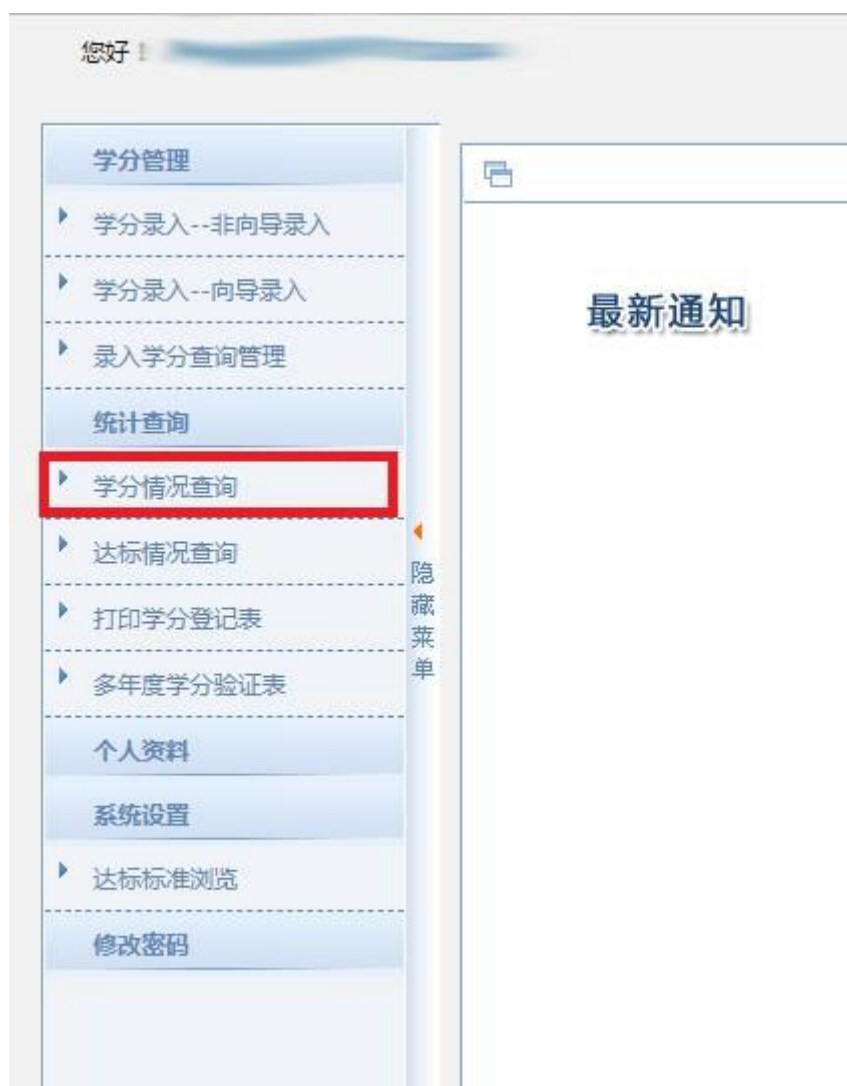 您好！
学分管理
学分录入--非向导录入
学分录入--向导录入
录入学分查询管理
统计查询
学分情况查询
达标情况查询
打印学分登记表
多年度学分验证表
个人资料
系统设置
达标标准浏览
修改密码
隐藏菜单
最新通知